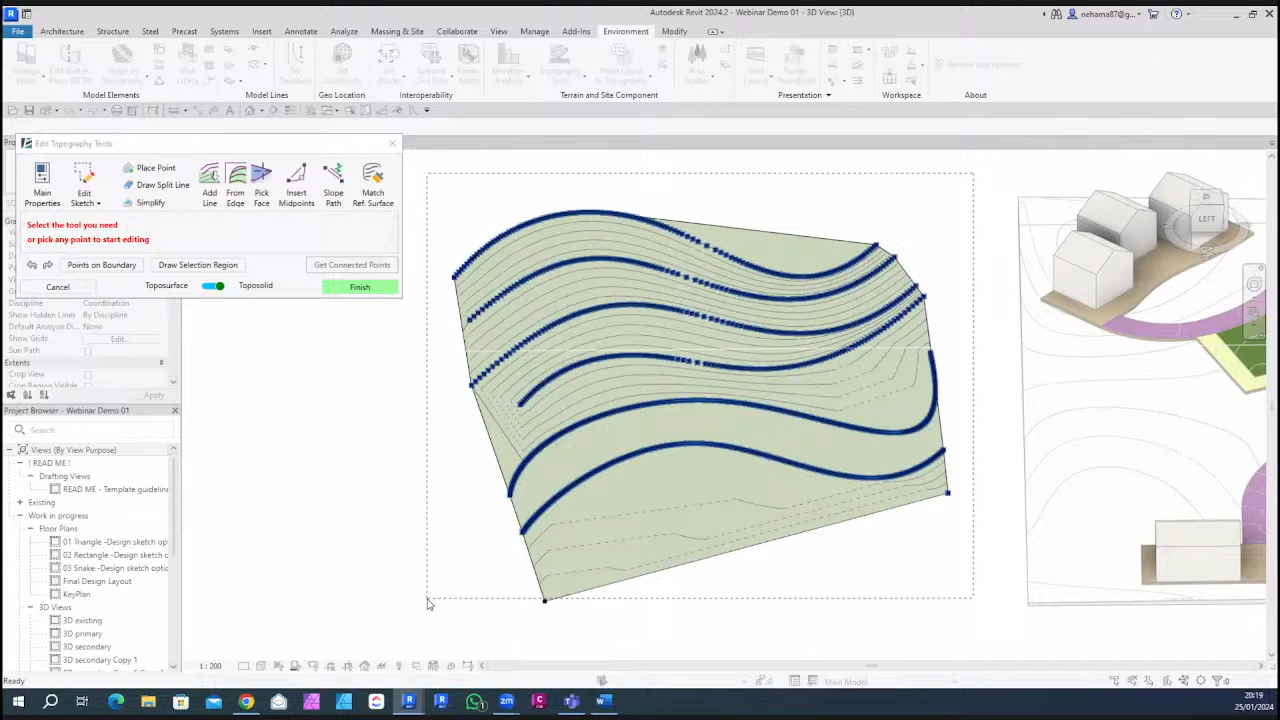 Autodesk Revit 2024.2 - Webinar Demo 01 - 3D View: {3D}
nehama87@g...
File Architecture Structure Steel Precast Systems Insert Annotate Analyze Massing & Site Collaborate View Manage Add-Ins Environment Modify
Model Elements Model Lines Geo Location Interoperability Terrain and Site Component Presentation Workspace About
Edit Topography Tools
Place Point
Draw Split Line
Simplify
Main Properties
Edit Sketch
Add Line
From Edge
Pick Face
Insert Midpoints
Slope Path
Match Ref. Surface
Select the tool you need
or pick any point to start editing
Points on Boundary Draw Selection Region Get Connected Points
Cancel Toposurface Toposolid Finish
LEFT
Discipline Coordination
Show Hidden Lines By Discipline
Default Analysis Di... None
Show Grids Edit...
Sun Path
Extents
Crop View
Crop Region Visible
Apply
Project Browser - Webinar Demo 01
Search
Views (By View Purpose)
! READ ME !
Drafting Views
READ ME - Template guideline
Existing
Work in progress
Floor Plans
01 Triangle -Design sketch op
02 Rectangle -Design sketch
03 Snake -Design sketch optic
Final Design Layout
KeyPlan
3D Views
3D existing
3D primary
3D secondary
3D secondary Copy 1
1 : 200
Ready
:0
Main Model
:0
20:19
25/01/2024